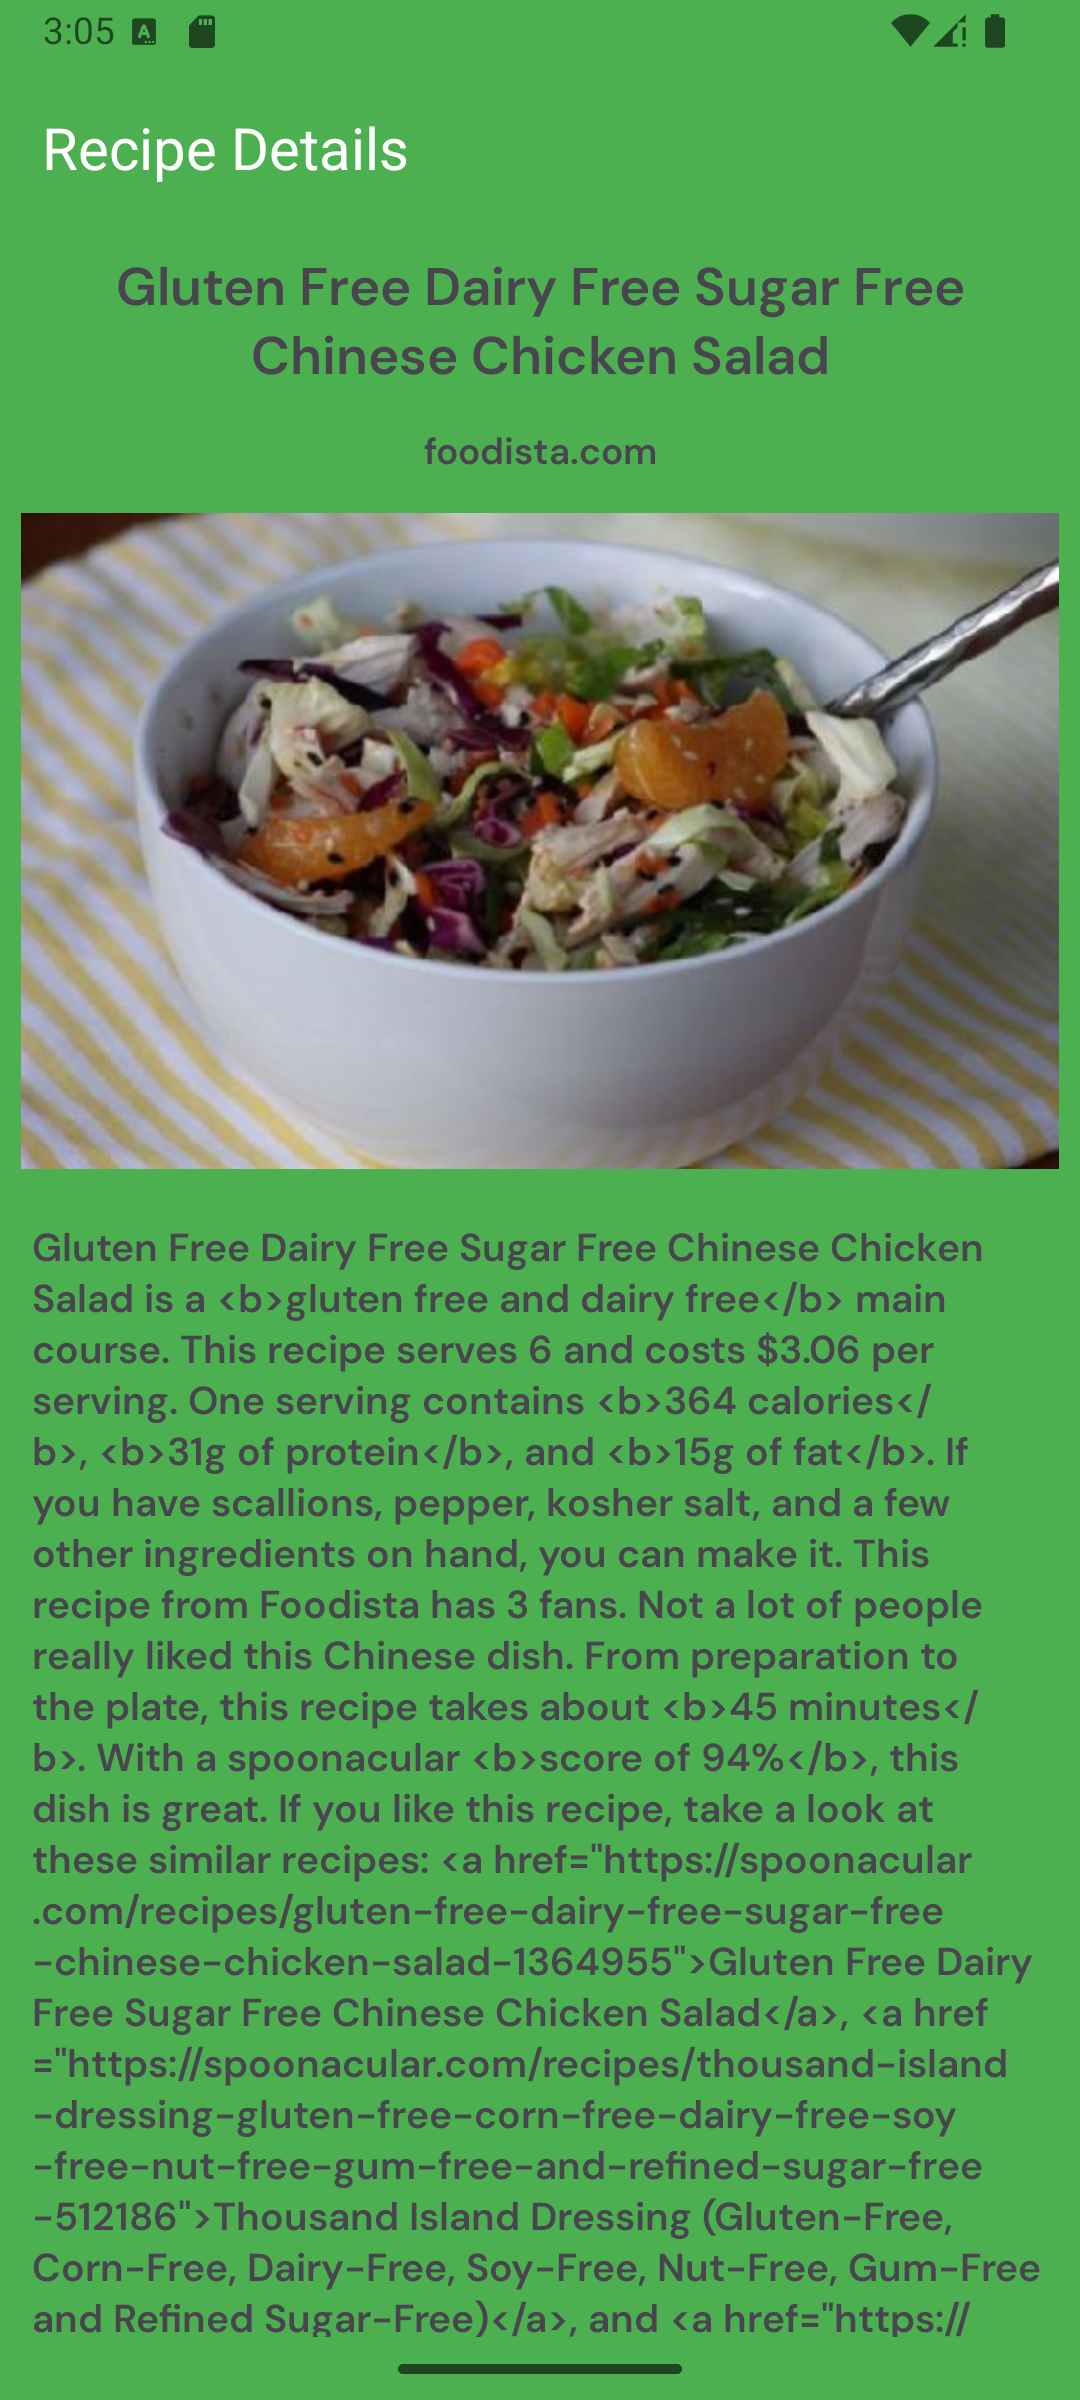 3:05
Recipe Details
Gluten Free Dairy Free Sugar Free
Chinese Chicken Salad
foodista.com
Gluten Free Dairy Free Sugar Free Chinese Chicken
Salad is a <b>gluten free and dairy free</b> main
course. This recipe serves 6 and costs $3.06 per
serving. One serving contains <b>364 calories</
b>, <b>31g of protein</b>, and <b>15g of fat</b>. If
you have scallions, pepper, kosher salt, and a few
other ingredients on hand, you can make it. This
recipe from Foodista has 3 fans. Not a lot of people
really liked this Chinese dish. From preparation to
the plate, this recipe takes about <b>45 minutes</
b>. With a spoonacular <b>score of 94%</b>, this
dish is great. If you like this recipe, take a look at
these similar recipes: <a href="https://spoonacular
.com/recipes/gluten-free-dairy-free-sugar-free
-chinese-chicken-salad-1364955">Gluten Free Dairy
Free Sugar Free Chinese Chicken Salad</a>, <a href
="https://spoonacular.com/recipes/thousand-island
-dressing-gluten-free-corn-free-dairy-free-soy
-free-nut-free-gum-free-and-refined-sugar-free
-512186">Thousand Island Dressing (Gluten-Free,
Corn-Free, Dairy-Free, Soy-Free, Nut-Free, Gum-Free
and Refined Sugar-Free)</a>, and <a href="https://